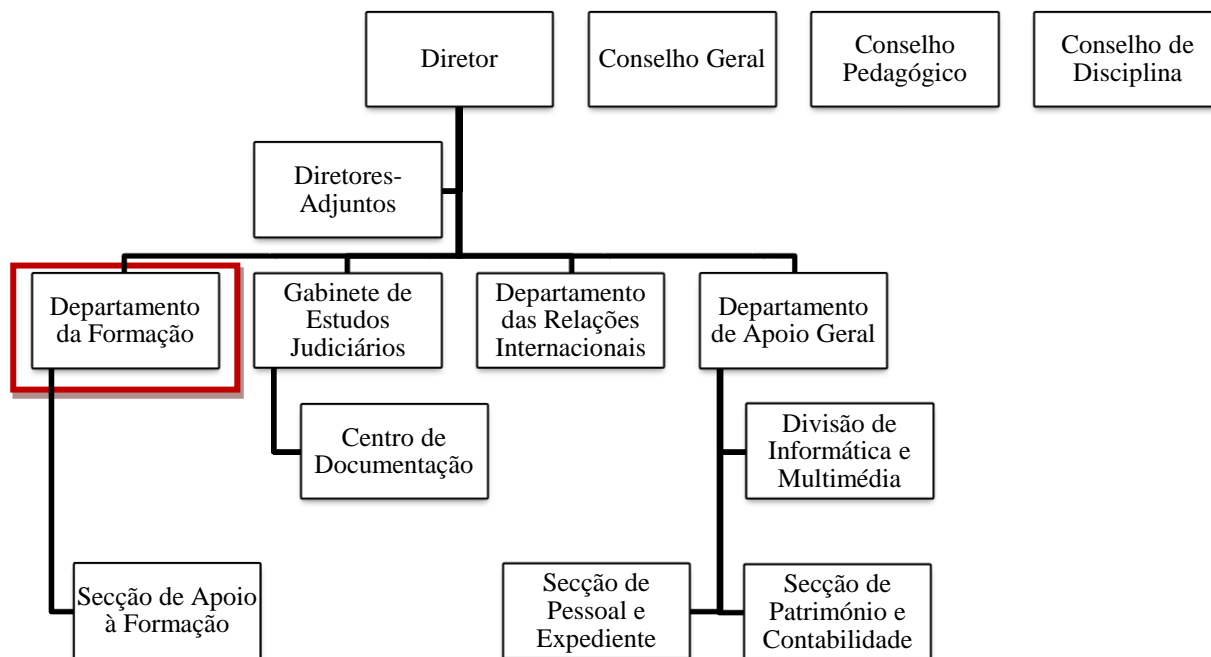 Diretor
Conselho Geral
Conselho
Pedagógico
Conselho de
Disciplina
Diretores-
Adjuntos
Departamento
da Formação
Gabinete de
Estudos
Judiciários
Departamento
das Relações
Internacionais
Departamento
de Apoio Geral
Centro de
Documentação
Divisão de
Informática e
Multimédia
Secção de Apoio
à Formação
Secção de
Pessoal e
Expediente
Secção de
Património e
Contabilidade